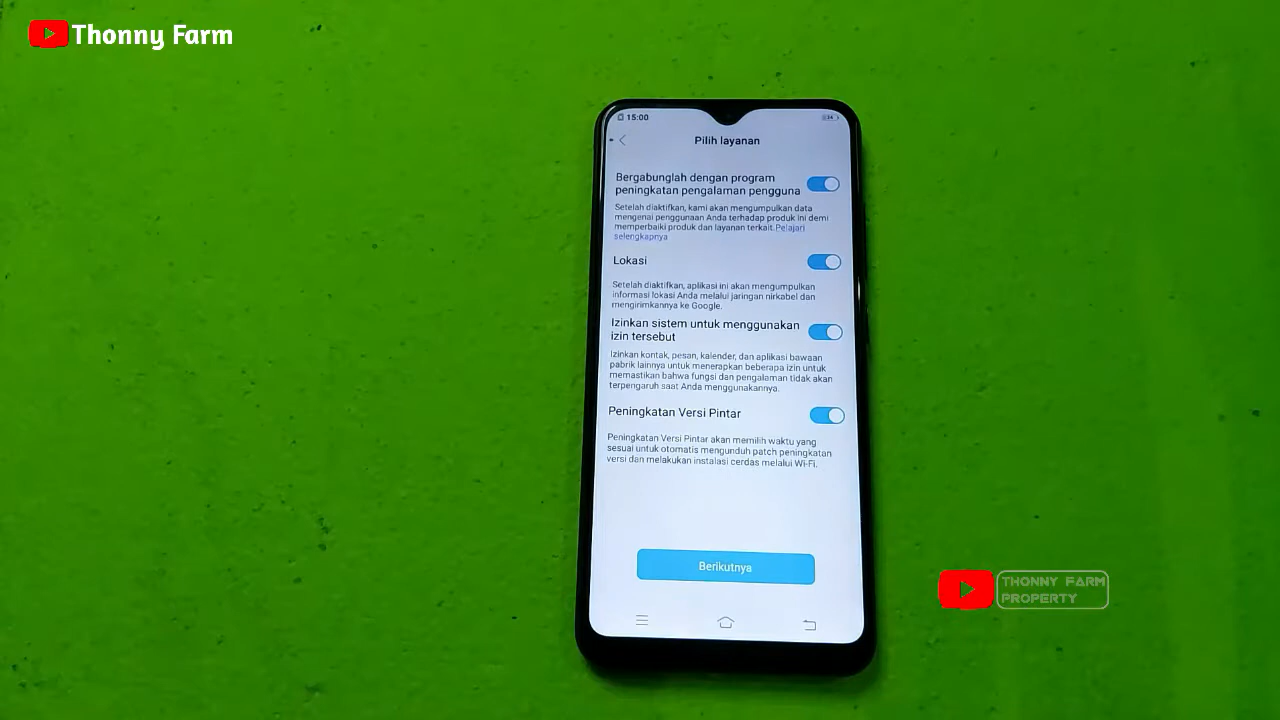 Thonny Farm
15:00
34
Pilih layanan
Bergabunglah dengan program
peningkatan pengalaman pengguna
Setelah diaktifkan, kami akan mengumpulkan data
mengenai penggunaan Anda terhadap produk ini demi
memperbaiki produk dan layanan terkait.Pelajari
selengkapnya
Lokasi
Setelah diaktifkan, aplikasi ini akan mengumpulkan
informasi lokasi Anda melalui jaringan nirkabel dan
mengirimkannya ke Google.
Izinkan sistem untuk menggunakan
izin tersebut
Izinkan kontak, pesan, kalender, dan aplikasi bawaan
pabrik lainnya untuk menerapkan beberapa izin untuk
memastikan bahwa fungsi dan pengalaman tidak akan
terpengaruh saat Anda menggunakannya.
Peningkatan Versi Pintar
Peningkatan Versi Pintar akan memilih waktu yang
sesuai untuk otomatis mengunduh patch peningkatan
versi dan melakukan instalasi cerdas melalui Wi-Fi.
Berikutnya
THONNY FARM
PROPERTY